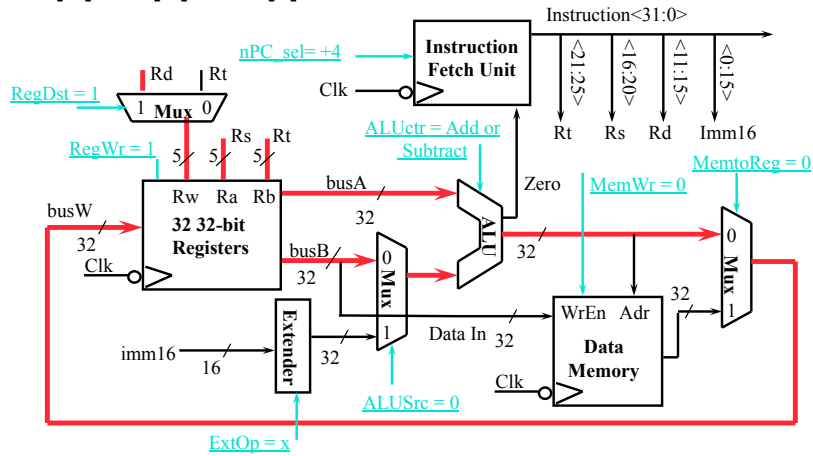 Instruction<31:0>
nPC_sel= +4
Instruction
Fetch Unit
Clk
<21:25>
<16:20>
<11:15>
<0:15>
Rt
Rs
Rd
Imm16
Rd
Rt
RegDst = 1
1 Mux 0
RegWr = 1
5
5
5
Rs
Rt
ALUctr = Add or
Subtract
Zero
MemWr = 0
MemtoReg = 0
Rw Ra Rb
32 32-bit
Registers
busW
32
Clk
busA
32
busB
32
ALU
32
0
Mux
1
0
Mux
1
32
Data In
32
WrEn Adr
Data
Memory
Clk
imm16
16
Extender
32
ALUSrc = 0
ExtOp = x